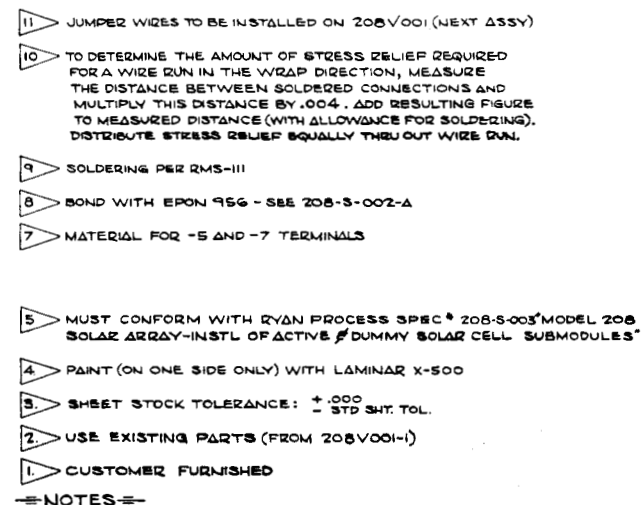 11 JUMPER WIRES TO BE INSTALLED ON 208V001 (NEXT ASSY)
10 TO DETERMINE THE AMOUNT OF STRESS RELIEF REQUIRED
FOR A WIRE RUN IN THE WRAP DIRECTION, MEASURE
THE DISTANCE BETWEEN SOLDERED CONNECTIONS AND
MULTIPLY THIS DISTANCE BY .004. ADD RESULTING FIGURE
TO MEASURED DISTANCE (WITH ALLOWANCE FOR SOLDERING).
DISTRIBUTE STRESS RELIEF EQUALLY THRU OUT WIRE RUN.
9 SOLDERING PER RMS-111
8 BOND WITH EPON 956 - SEE 208-S-002-A
7 MATERIAL FOR -5 AND -7 TERMINALS
5 MUST CONFORM WITH RYAN PROCESS SPEC # 208-S-003 "MODEL 208
SOLAR ARRAY-INSTL OF ACTIVE & DUMMY SOLAR CELL SUBMODULES"
4. PAINT (ON ONE SIDE ONLY) WITH LAMINAR X-500
3. SHEET STOCK TOLERANCE: + .000
- STD SHT. TOL.
2. USE EXISTING PARTS (FROM 208V001-1)
1. CUSTOMER FURNISHED
NOTES